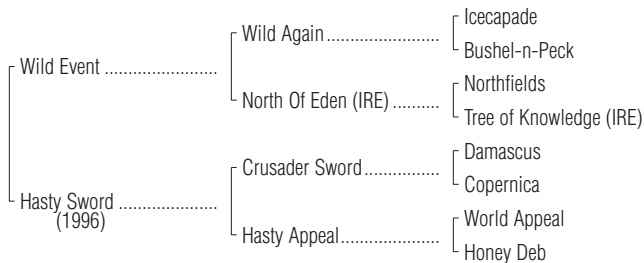 Icecapade
Wild Again ..........................
Bushel-n-Peck
Wild Event ..........................
Northfields
North Of Eden (IRE) ..........
Tree of Knowledge (IRE)
Damascus
Crusader Sword .................
Copernica
Hasty Sword ......................
(1996)
World Appeal
Hasty Appeal ......................
Honey Deb